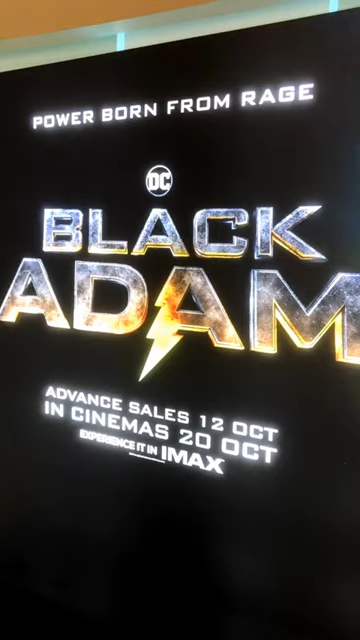 POWER BORN FROM RAGE
DC
BLACK
ADAM
ADVANCE SALES 12 OCT
IN CINEMAS 20 OCT
EXPERIENCE IT IN IMAX